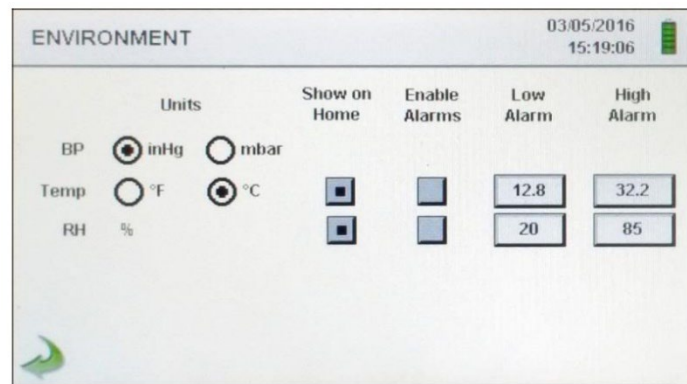 ENVIRONMENT
03/05/2016
15:19:06
Units
Show on Home
Enable Alarms
Low Alarm
High Alarm
BP inHg mbar
Temp °F °C 12.8 32.2
RH % 20 85